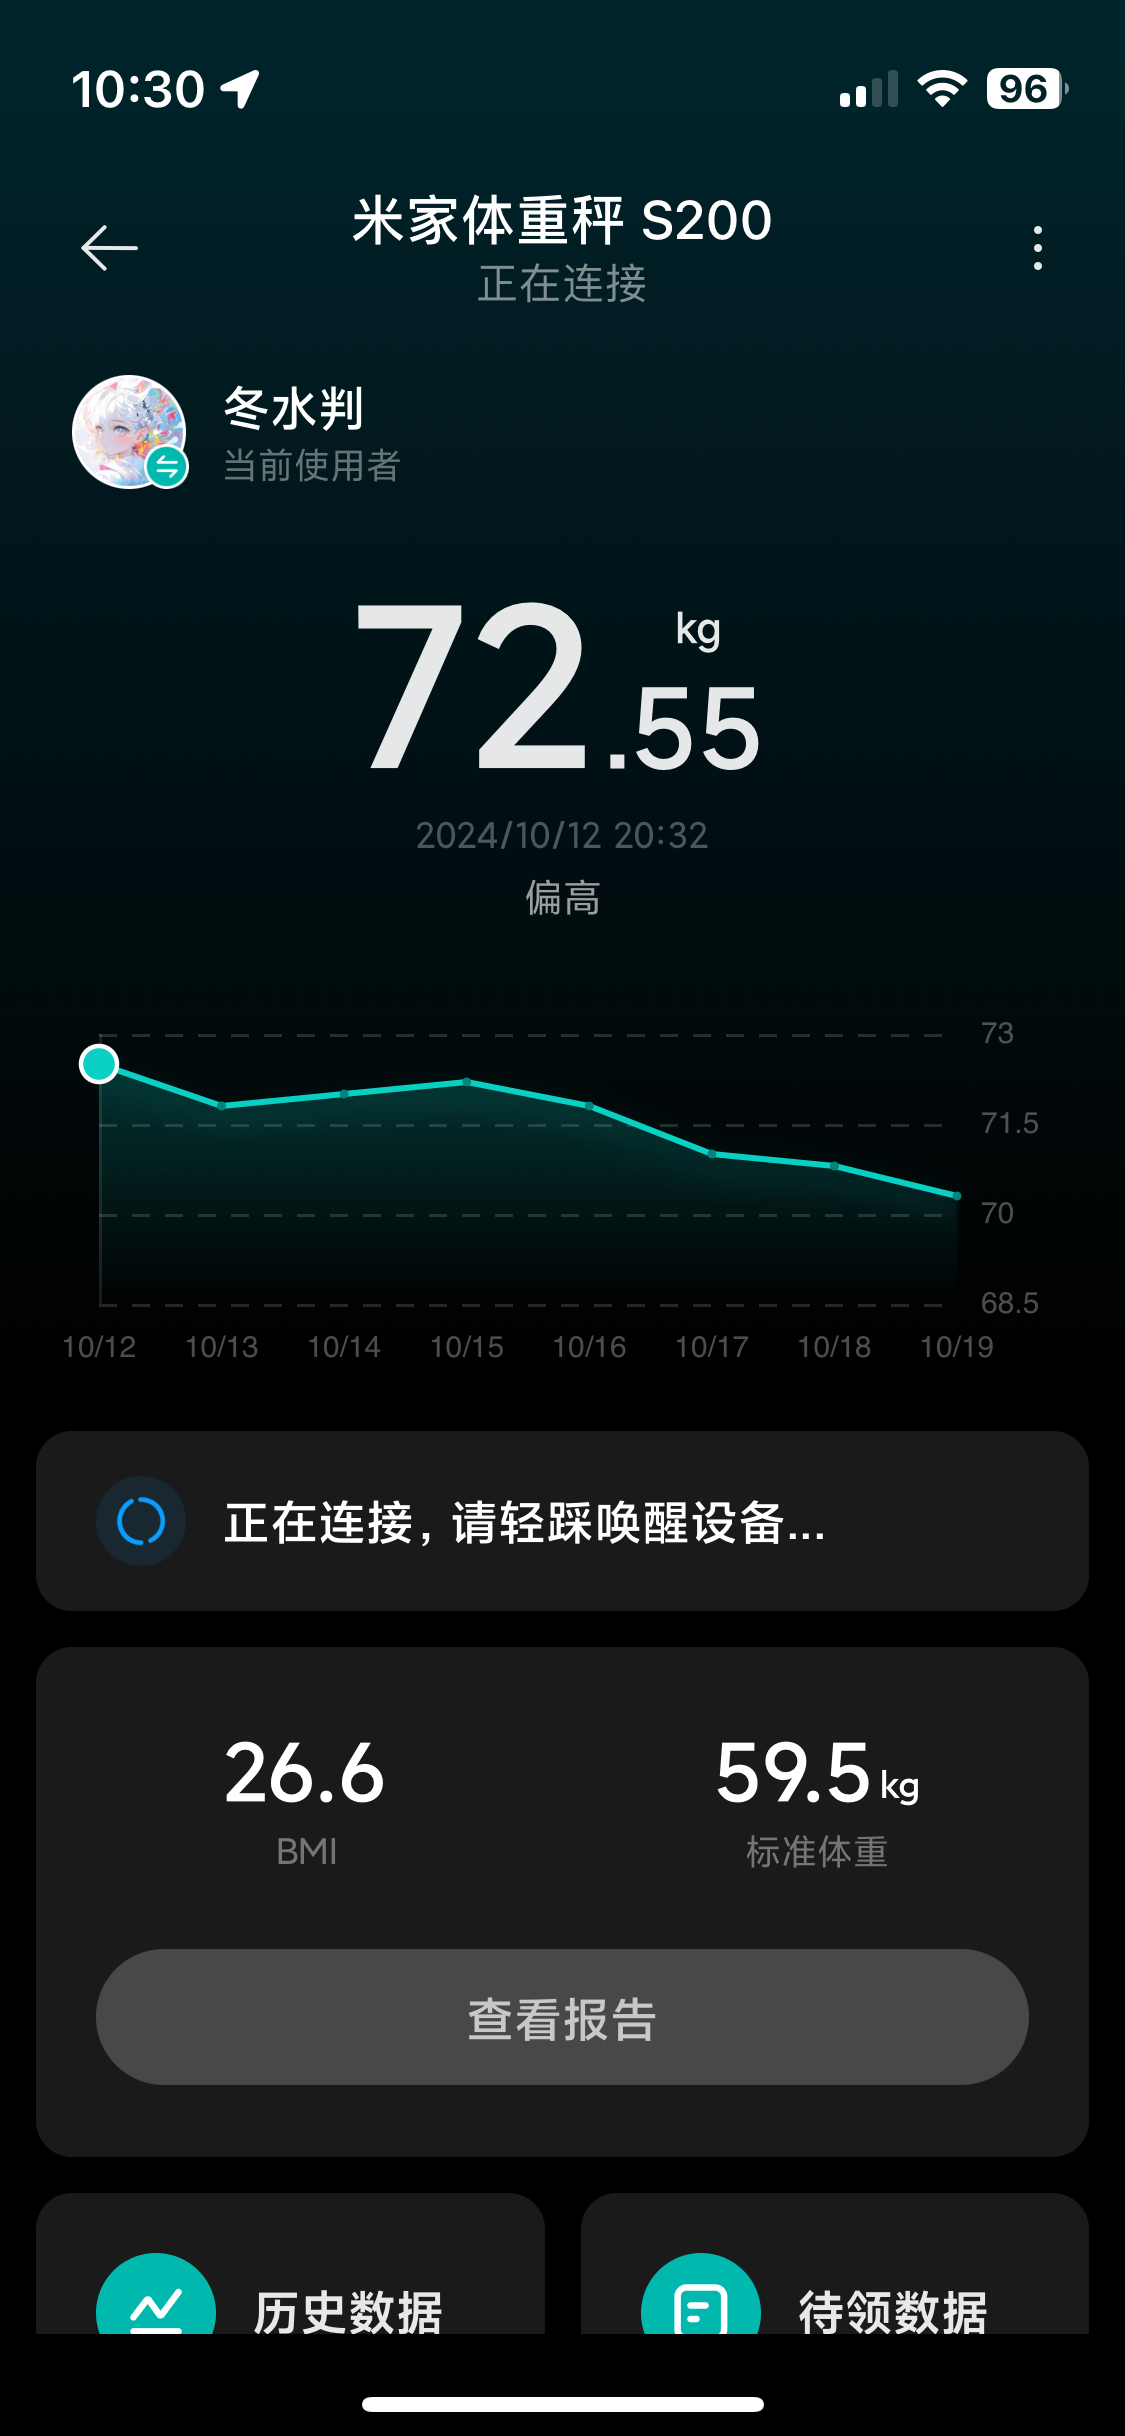 10:30
96
米家体重秤 S200
正在连接
冬水判
当前使用者
72.55 kg
2024/10/12 20:32
偏高
73
71.5
70
68.5
10/12 10/13 10/14 10/15 10/16 10/17 10/18 10/19
正在连接，请轻踩唤醒设备...
26.6 59.5 kg
BMI 标准体重
查看报告
历史数据 待领数据